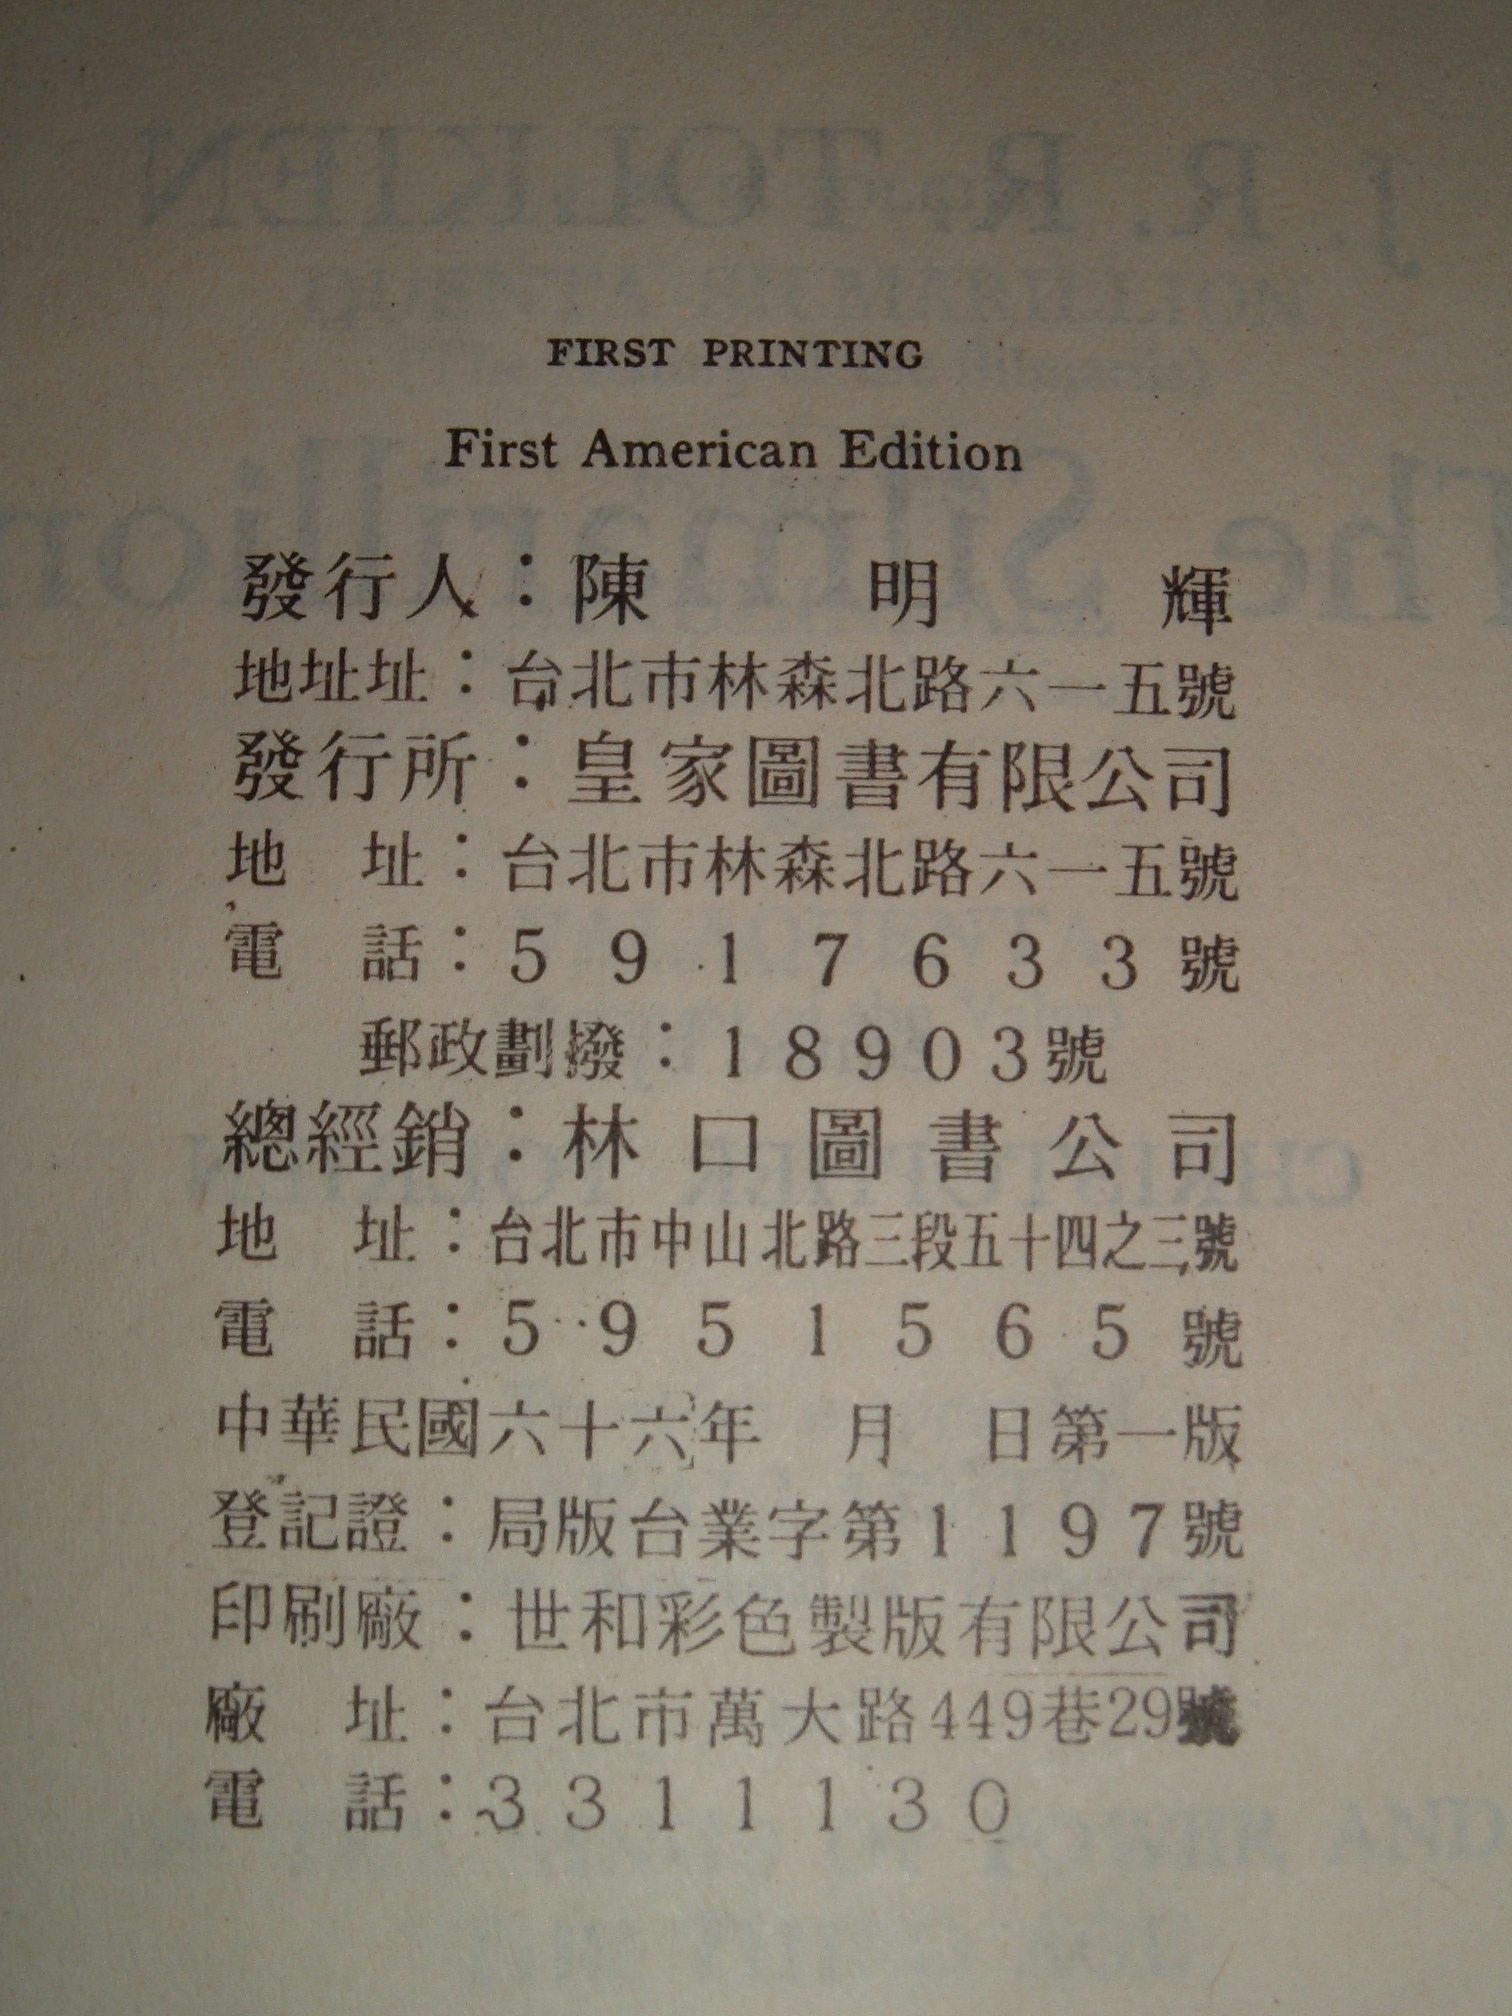 FIRST PRINTING
First American Edition
發行人：陳明輝
地址址：台北市林森北路六一五號
發行所：皇家圖書有限公司
地址：台北市林森北路六一五號
電話：5917633號
郵政劃撥：18903號
總經銷：林口圖書公司
地址：台北市中山北路三段五十四之三號
電話：5951565號
中華民國六十六年 月 日第一版
登記證：局版台業字第1197號
印刷廠：世和彩色製版有限公司
廠址：台北市萬大路449巷29號
電話：3311130